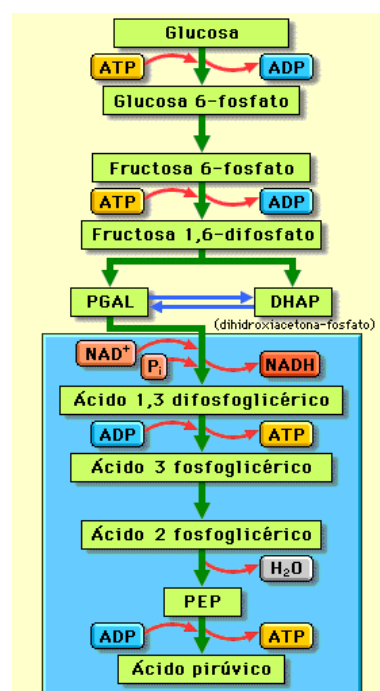 Glucosa
ATP ADP
Glucosa 6-fosfato
Fructosa 6-fosfato
ATP ADP
Fructosa 1,6-difosfato
PGAL DHAP
(dihidroxiacetona-fosfato)
NAD⁺
Pᵢ NADH
Ácido 1,3 difosfoglicérico
ADP ATP
Ácido 3 fosfoglicérico
Ácido 2 fosfoglicérico
H₂O
PEP
ADP ATP
Ácido pirúvico